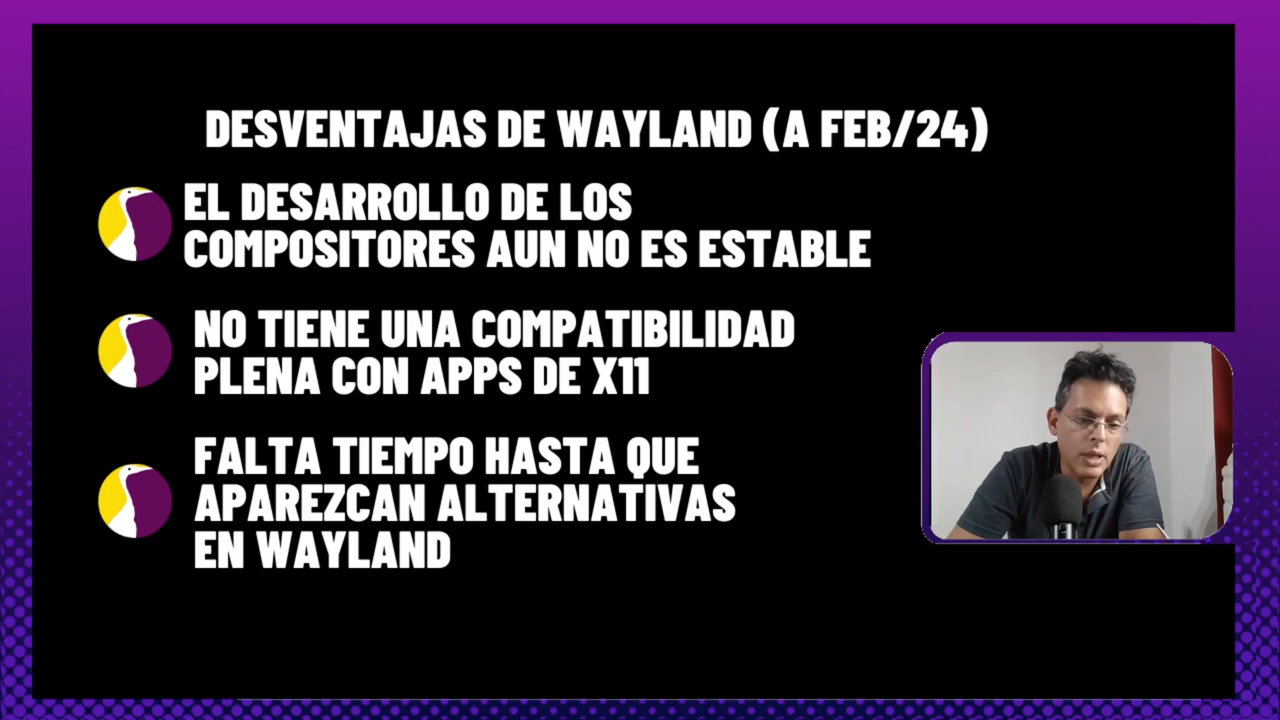 DESVENTAJAS DE WAYLAND (A FEB/24)
EL DESARROLLO DE LOS
COMPOSITORES AUN NO ES ESTABLE
NO TIENE UNA COMPATIBILIDAD
PLENA CON APPS DE X11
FALTA TIEMPO HASTA QUE
APAREZCAN ALTERNATIVAS
EN WAYLAND